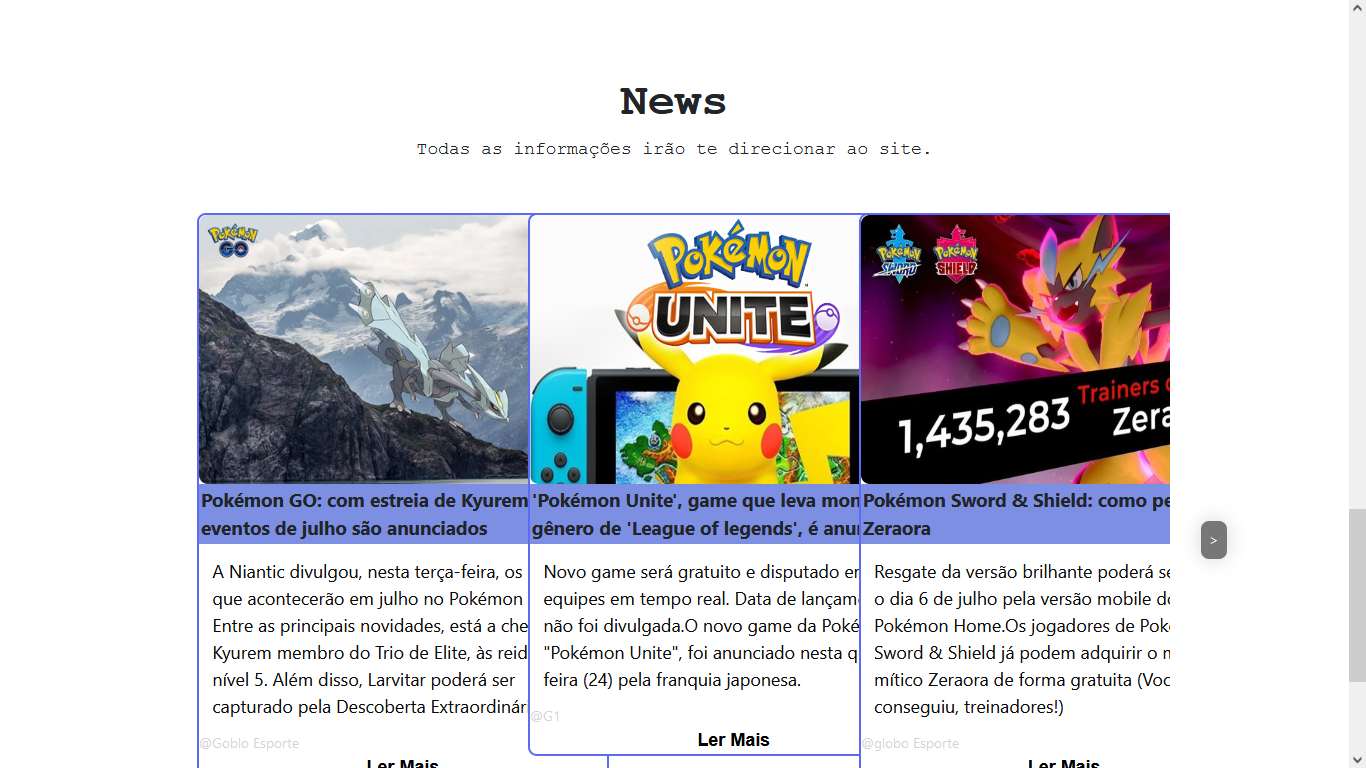 News
Todas as informações irão te direcionar ao site.
POKéMON
GO
Pokémon GO: com estreia de Kyurem
eventos de julho são anunciados
A Niantic divulgou, nesta terça-feira, os
que acontecerão em julho no Pokémon
Entre as principais novidades, está a che
Kyurem membro do Trio de Elite, às reid
nível 5. Além disso, Larvitar poderá ser
capturado pela Descoberta Extraordinár
@Goblo Esporte
Ler Mais
POKéMON
UNITE
'Pokémon Unite', game que leva mon
gênero de 'League of legends', é anu
Novo game será gratuito e disputado e
equipes em tempo real. Data de lançam
não foi divulgada.O novo game da Poké
"Pokémon Unite", foi anunciado nesta q
feira (24) pela franquia japonesa.
@G1
Ler Mais
POKéMON SWORD
POKéMON SHIELD
Trainers
1,435,283
Zera
Pokémon Sword & Shield: como pe
Zeraora
Resgate da versão brilhante poderá se
o dia 6 de julho pela versão mobile d
Pokémon Home.Os jogadores de Pok
Sword & Shield já podem adquirir o m
mítico Zeraora de forma gratuita (Voc
conseguiu, treinadores!)
@globo Esporte
Ler Mais
>